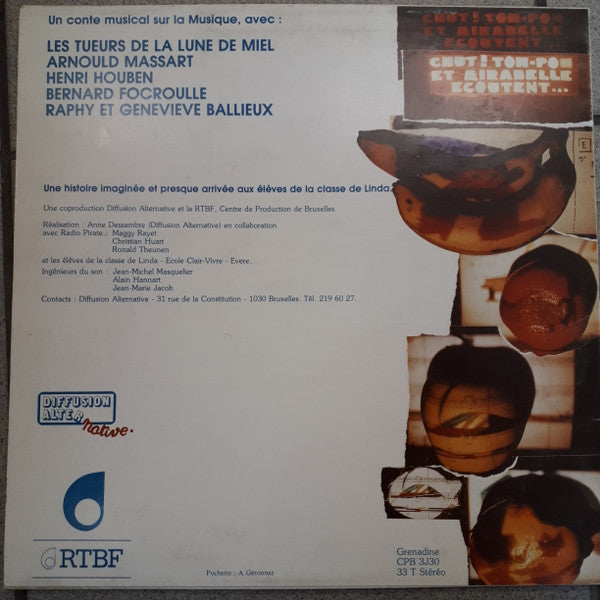 Un conte musical sur la Musique, avec :
LES TUEURS DE LA LUNE DE MIEL
ARNOULD MASSART
HENRI HOUBEN
BERNARD FOCROULLE
RAPHY ET GENEVIEVE BALLIEUX
CHUT! TOM-POM
ET MIRABELLE
ECOUTENT...
CHUT! TOM-POM
ET MIRABELLE
ECOUTENT...
Une histoire imaginée et presque arrivée aux élèves de la classe de Linda.
Une coproduction Diffusion Alternative et la RTBF, Centre de Production de Bruxelles.
Réalisation : Anne Dessambre (Diffusion Alternative) en collaboration
avec Radio Pirate : Maggy Rayet
Christian Huart
Ronald Theunen
et les élèves de la classe de Linda - Ecole Clair-Vivre - Evere.
Ingénieurs du son : Jean-Michel Masquelier
Alain Hannart
Jean-Marie Jacob
Contacts : Diffusion Alternative - 31 rue de la Constitution - 1030 Bruxelles. Tél. 219 60 27.
DIFFUSION
ALTER
native.
RTBF
Pochette : A. Geronnez
Grenadine
CPB 3J30
33 T Stéréo